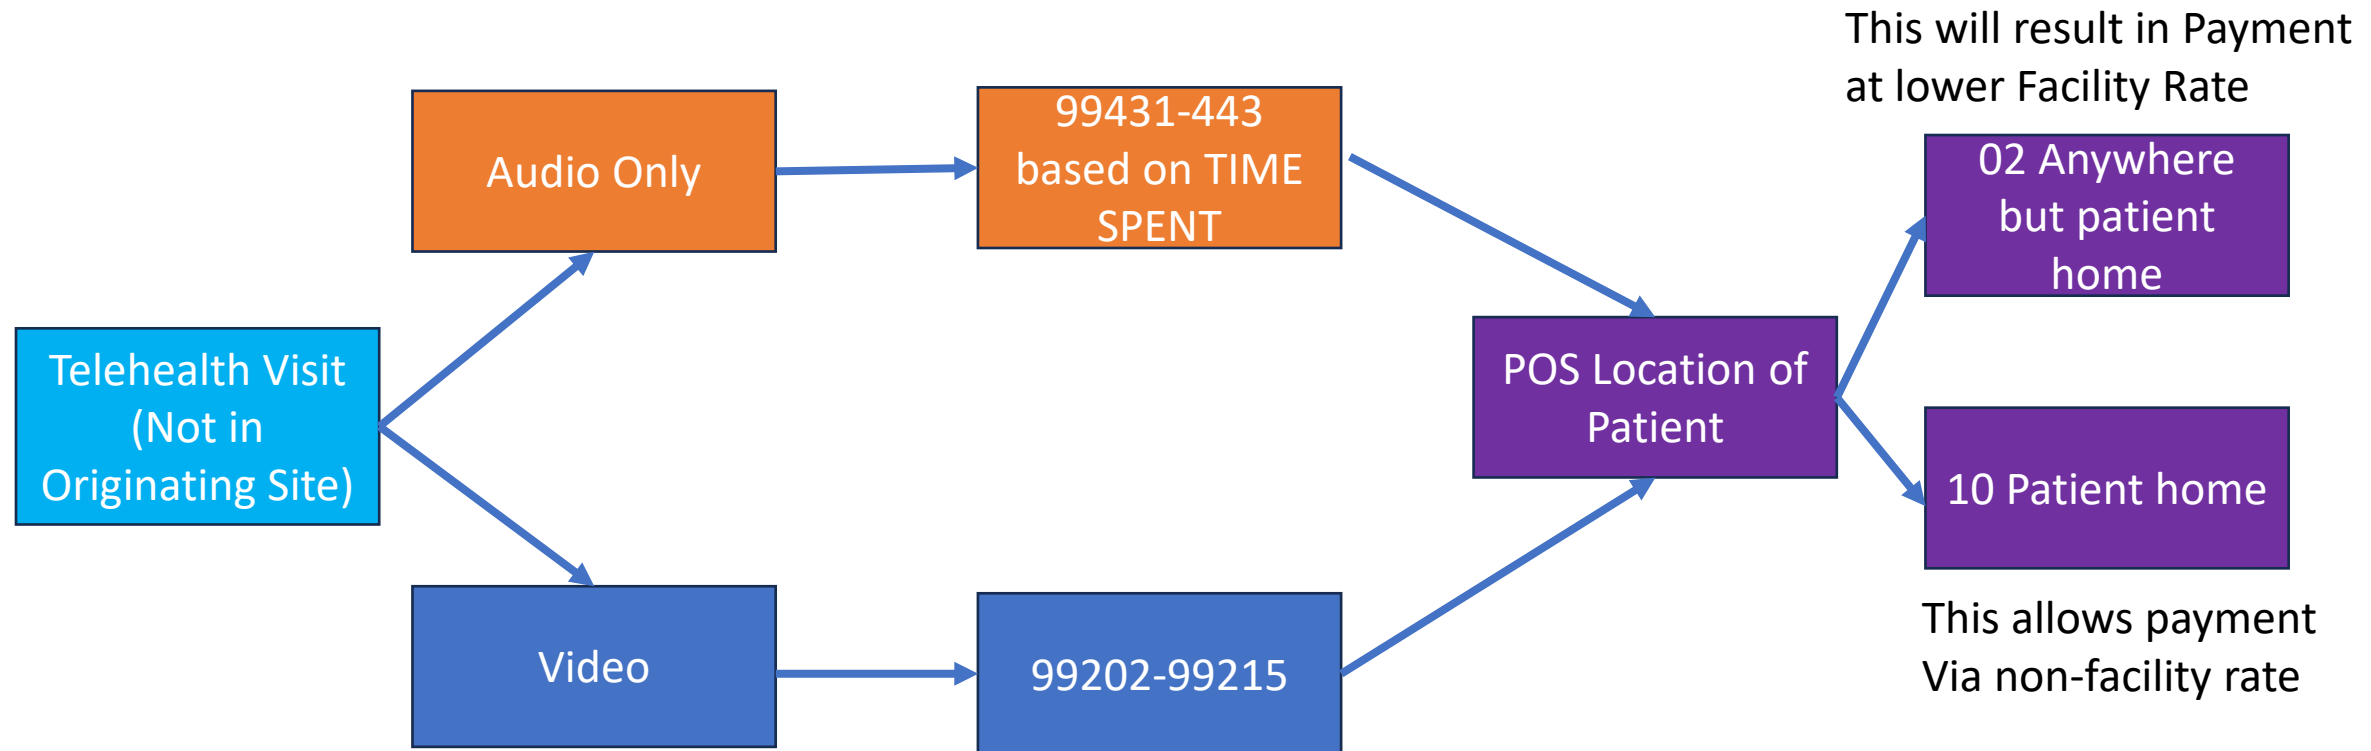 This will result in Payment
at lower Facility Rate
Audio Only
99431-443
based on TIME
SPENT
02 Anywhere
but patient
home
Telehealth Visit
(Not in
Originating Site)
POS Location of
Patient
10 Patient home
Video
99202-99215
This allows payment
Via non-facility rate